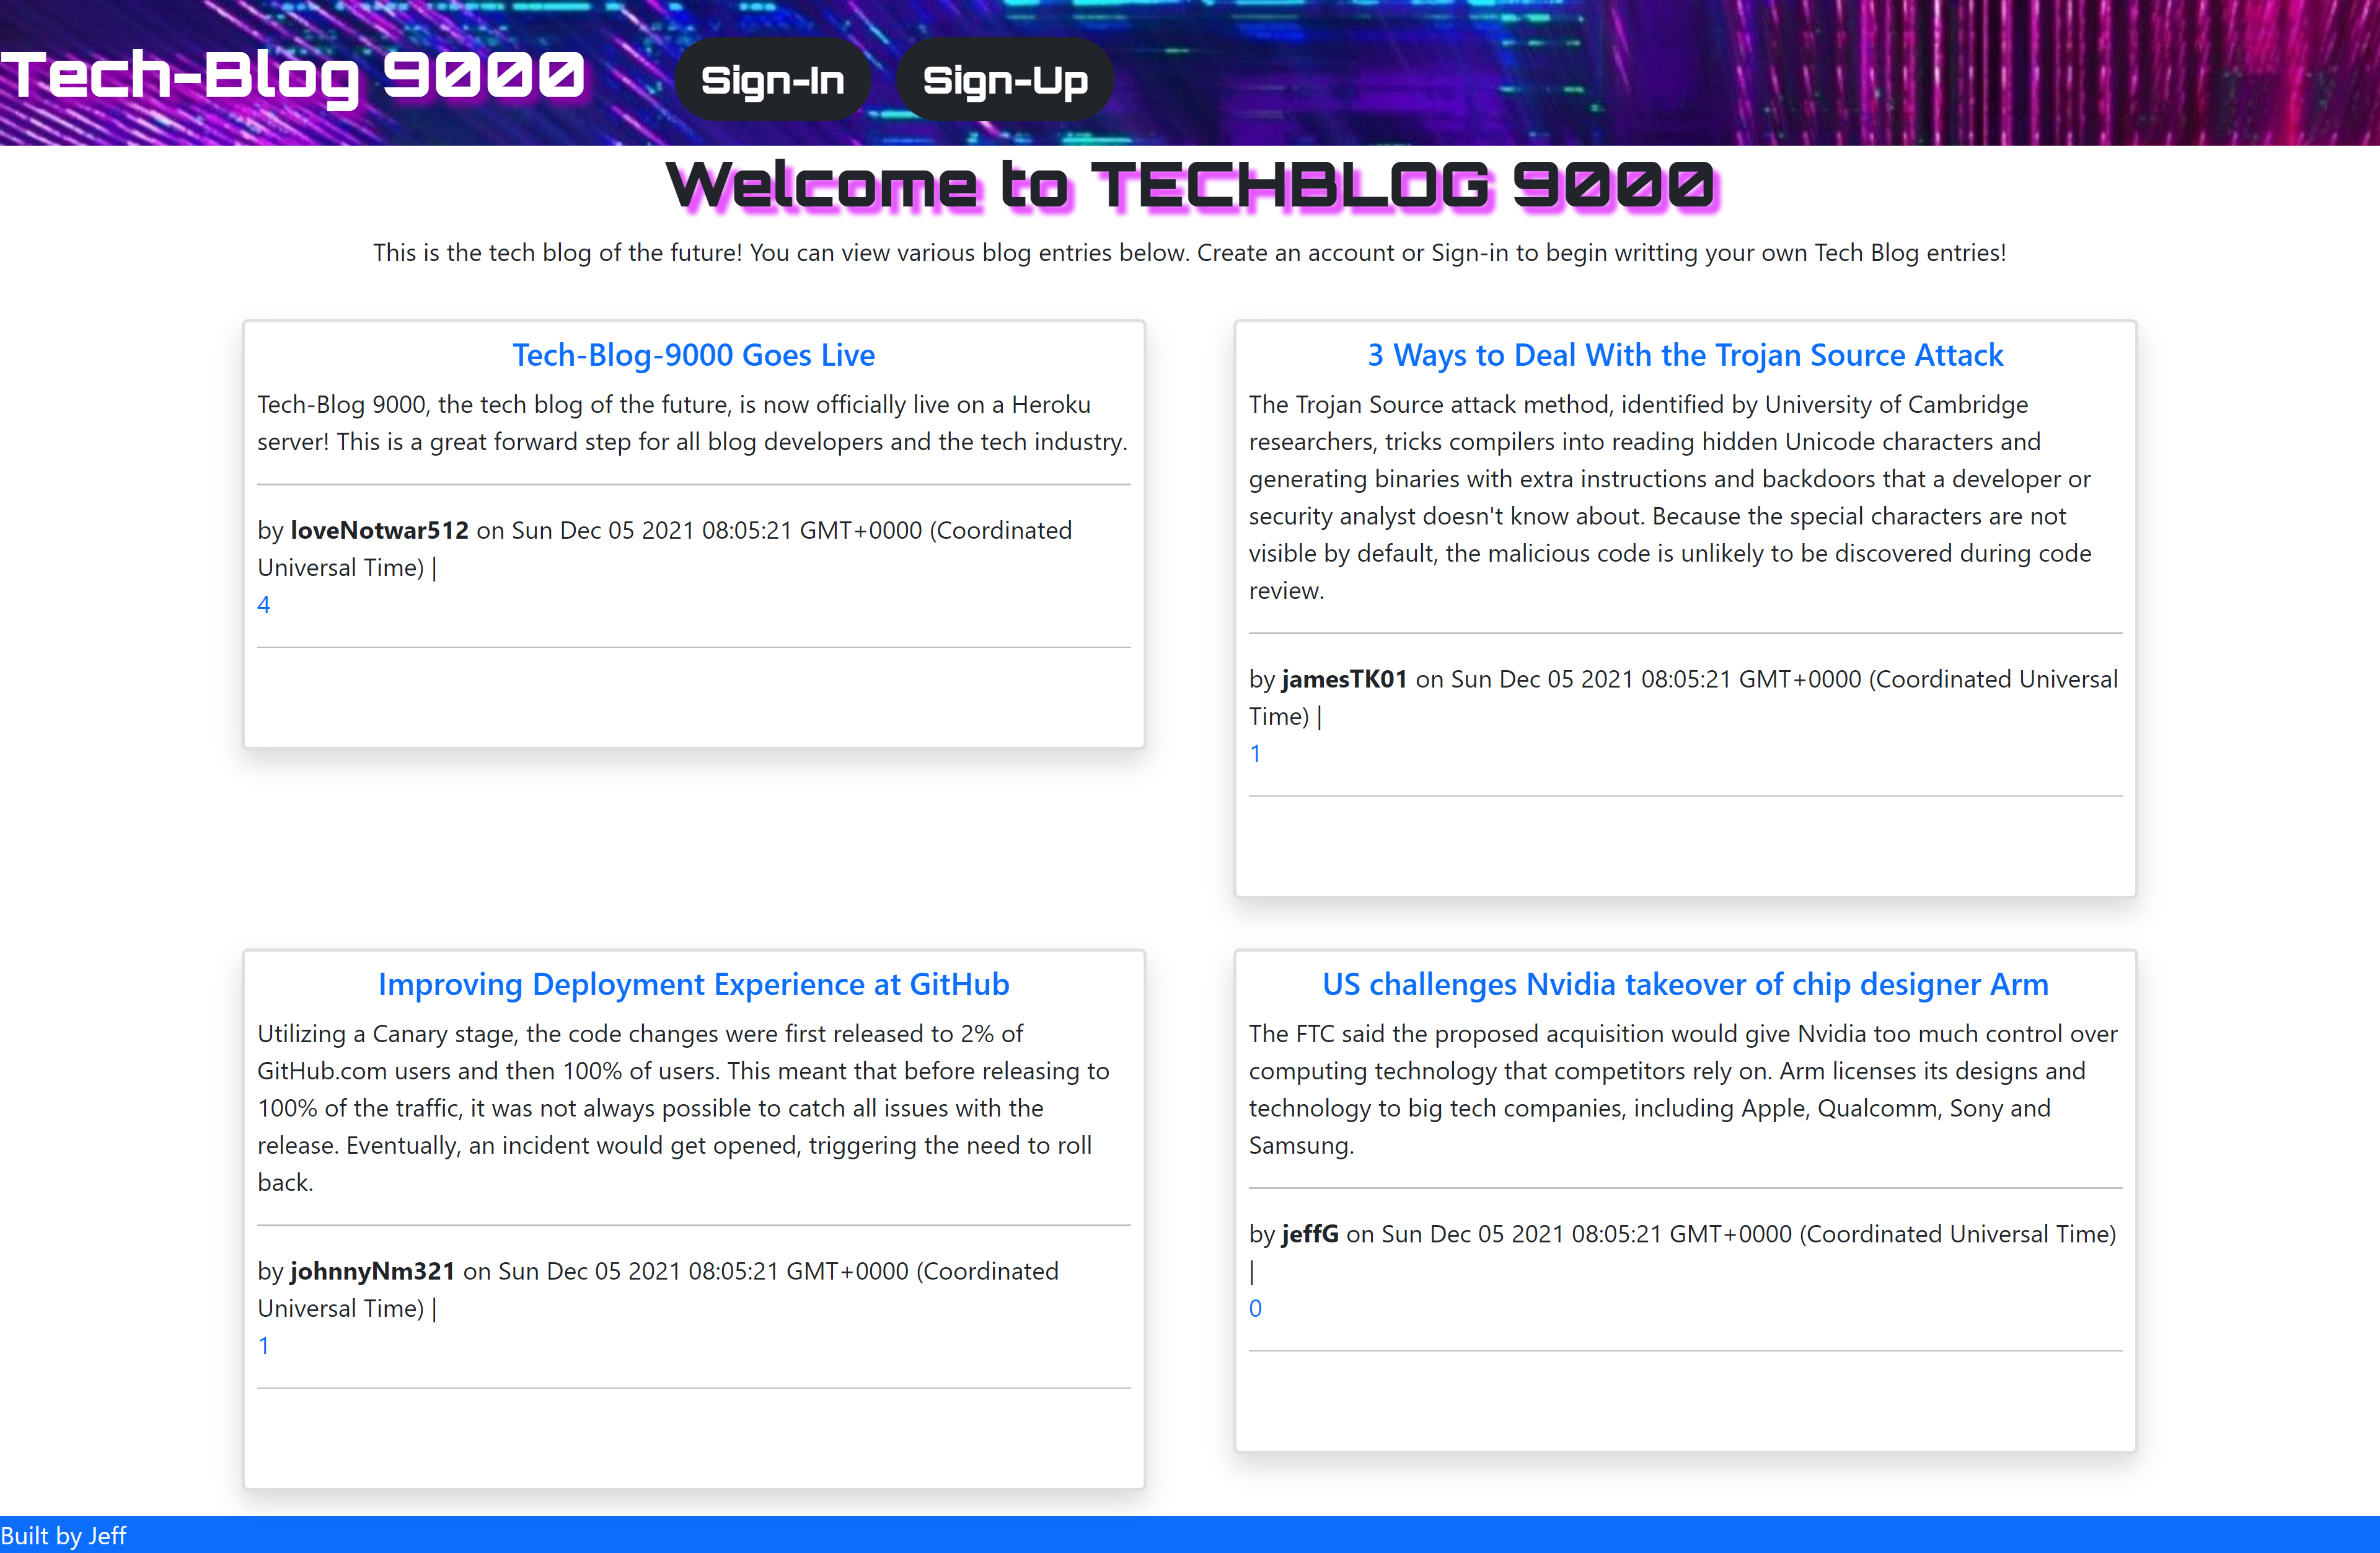 Tech-Blog 9000
Sign-In
Sign-Up
Welcome to TECHBLOG 9000
This is the tech blog of the future! You can view various blog entries below. Create an account or Sign-in to begin writting your own Tech Blog entries!
Tech-Blog-9000 Goes Live
Tech-Blog 9000, the tech blog of the future, is now officially live on a Heroku
server! This is a great forward step for all blog developers and the tech industry.
by loveNotwar512 on Sun Dec 05 2021 08:05:21 GMT+0000 (Coordinated
Universal Time) |
4
3 Ways to Deal With the Trojan Source Attack
The Trojan Source attack method, identified by University of Cambridge
researchers, tricks compilers into reading hidden Unicode characters and
generating binaries with extra instructions and backdoors that a developer or
security analyst doesn't know about. Because the special characters are not
visible by default, the malicious code is unlikely to be discovered during code
review.
by jamesTK01 on Sun Dec 05 2021 08:05:21 GMT+0000 (Coordinated Universal
Time) |
1
Improving Deployment Experience at GitHub
Utilizing a Canary stage, the code changes were first released to 2% of
GitHub.com users and then 100% of users. This meant that before releasing to
100% of the traffic, it was not always possible to catch all issues with the
release. Eventually, an incident would get opened, triggering the need to roll
back.
by johnnyNm321 on Sun Dec 05 2021 08:05:21 GMT+0000 (Coordinated
Universal Time) |
1
US challenges Nvidia takeover of chip designer Arm
The FTC said the proposed acquisition would give Nvidia too much control over
computing technology that competitors rely on. Arm licenses its designs and
technology to big tech companies, including Apple, Qualcomm, Sony and
Samsung.
by jeffG on Sun Dec 05 2021 08:05:21 GMT+0000 (Coordinated Universal Time)
|
0
Built by Jeff